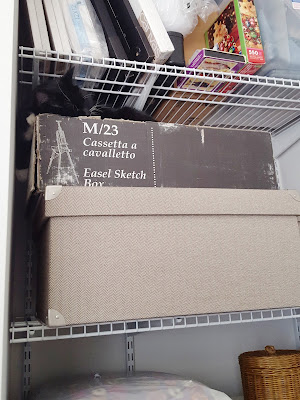 M/23
Cassetta a
cavalletto
Easel Sketch
Box